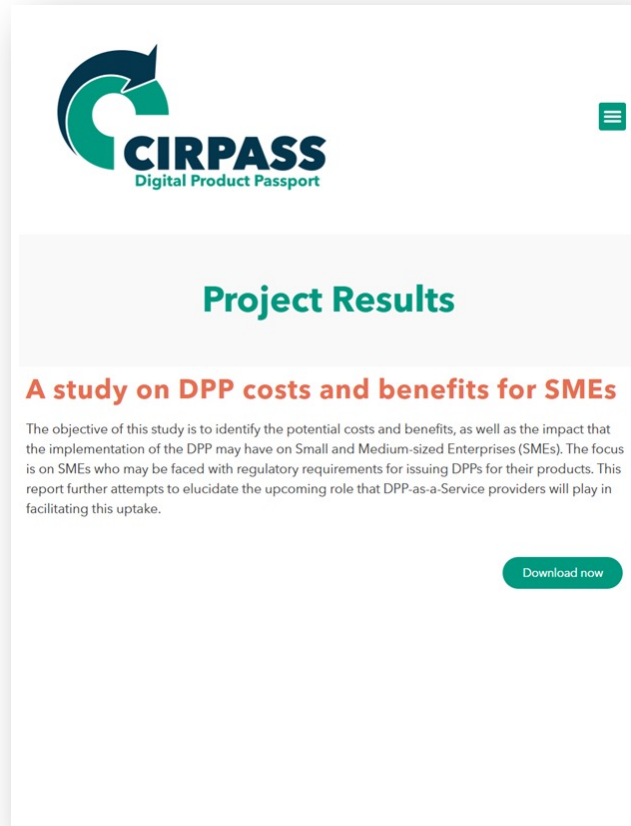 CIRPASS
Digital Product Passport
Project Results
A study on DPP costs and benefits for SMEs
The objective of this study is to identify the potential costs and benefits, as well as the impact that
the implementation of the DPP may have on Small and Medium-sized Enterprises (SMEs). The focus
is on SMEs who may be faced with regulatory requirements for issuing DPPs for their products. This
report further attempts to elucidate the upcoming role that DPP-as-a-Service providers will play in
facilitating this uptake.
Download now